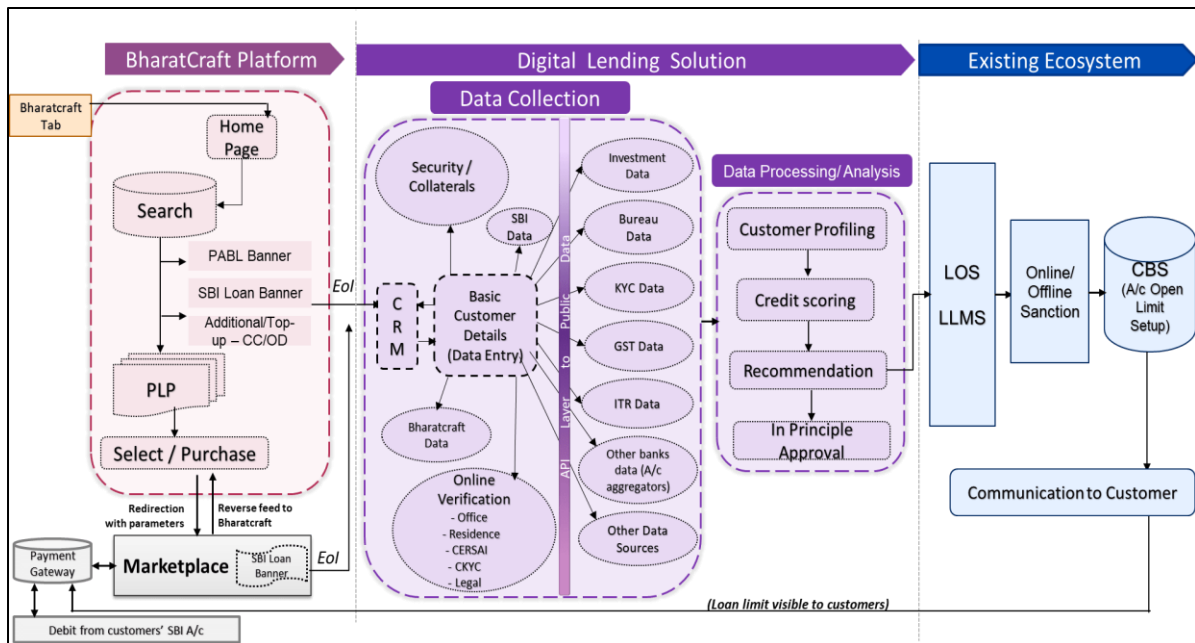 BharatCraft Platform
Digital Lending Solution
Existing Ecosystem
Bharatcraft
Tab
Home
Page
Search
PABL Banner
SBI Loan Banner
Additional/Top-
up – CC/OD
PLP
Select / Purchase
Redirection
with parameters
Reverse feed to
Bharatcraft
Payment
Gateway
Marketplace
SBI Loan
Banner
Debit from customers' SBI A/c
EoI
EoI
Data Collection
Security /
Collaterals
SBI
Data
C
R
M
Basic
Customer
Details
(Data Entry)
Bharatcraft
Data
Online
Verification
- Office
- Residence
- CERSAI
- CKYC
- Legal
API Layer to Public Data
Investment
Data
Bureau
Data
KYC Data
GST Data
ITR Data
Other banks
data (A/c
aggregators)
Other Data
Sources
Data Processing/ Analysis
Customer Profiling
Credit scoring
Recommendation
In Principle
Approval
LOS
LLMS
Online/
Offline
Sanction
CBS
(A/c Open
Limit
Setup)
Communication to Customer
(Loan limit visible to customers)